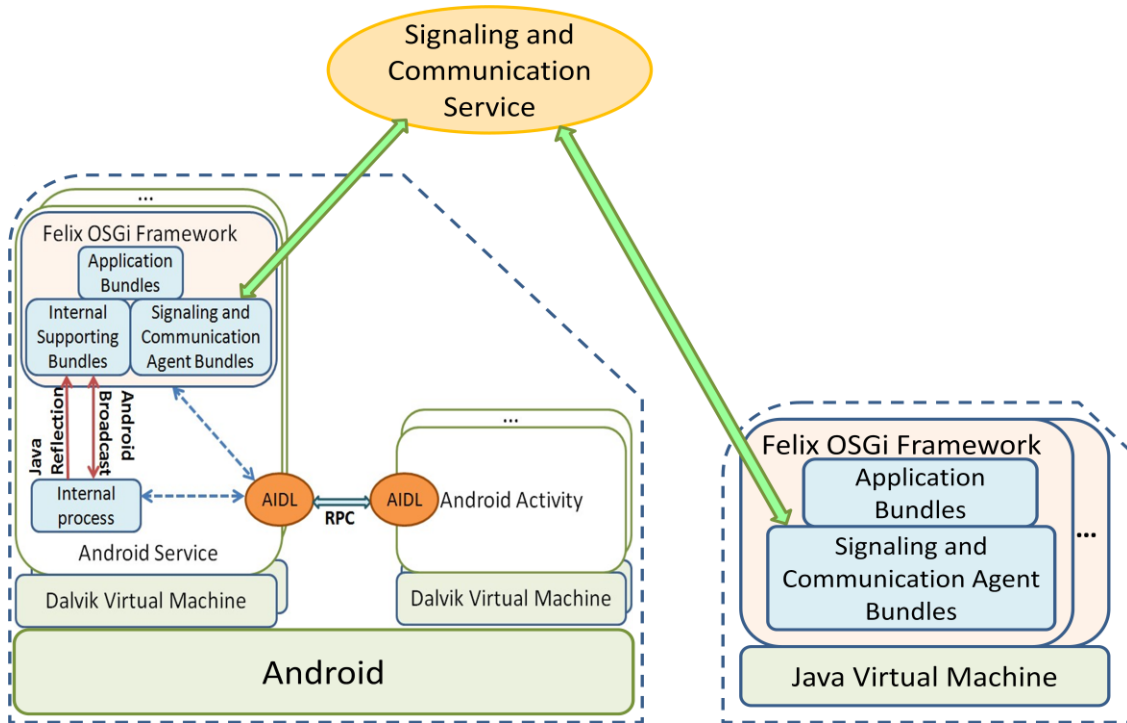 Signaling and
Communication
Service
...
Felix OSGi Framework
Application
Bundles
Internal
Supporting
Bundles
Signaling and
Communication
Agent Bundles
Java
Reflection
Android
Broadcast
Internal
process
AIDL
RPC
AIDL
Android Service
Dalvik Virtual Machine
...
Android Activity
Dalvik Virtual Machine
Android
Felix OSGi Framework
Application
Bundles
...
Signaling and
Communication Agent
Bundles
Java Virtual Machine